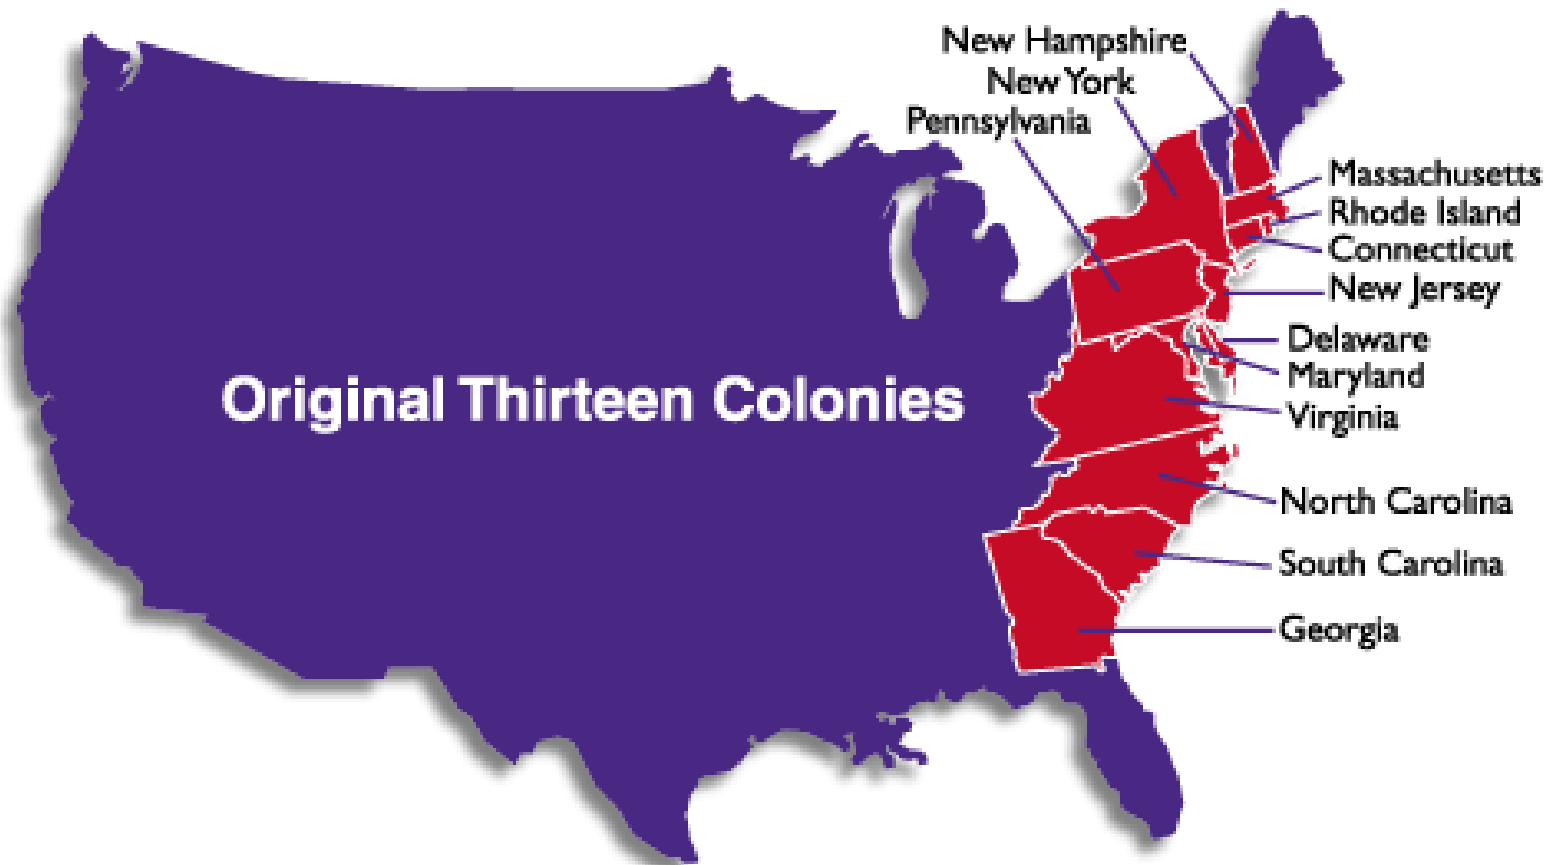 New Hampshire
New York
Pennsylvania
Massachusetts
Rhode Island
Connecticut
New Jersey
Delaware
Maryland
Virginia
Original Thirteen Colonies
North Carolina
South Carolina
Georgia